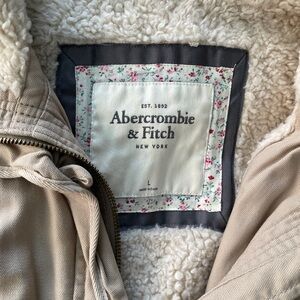 EST. 1892
Abercrombie
& Fitch
NEW YORK
L